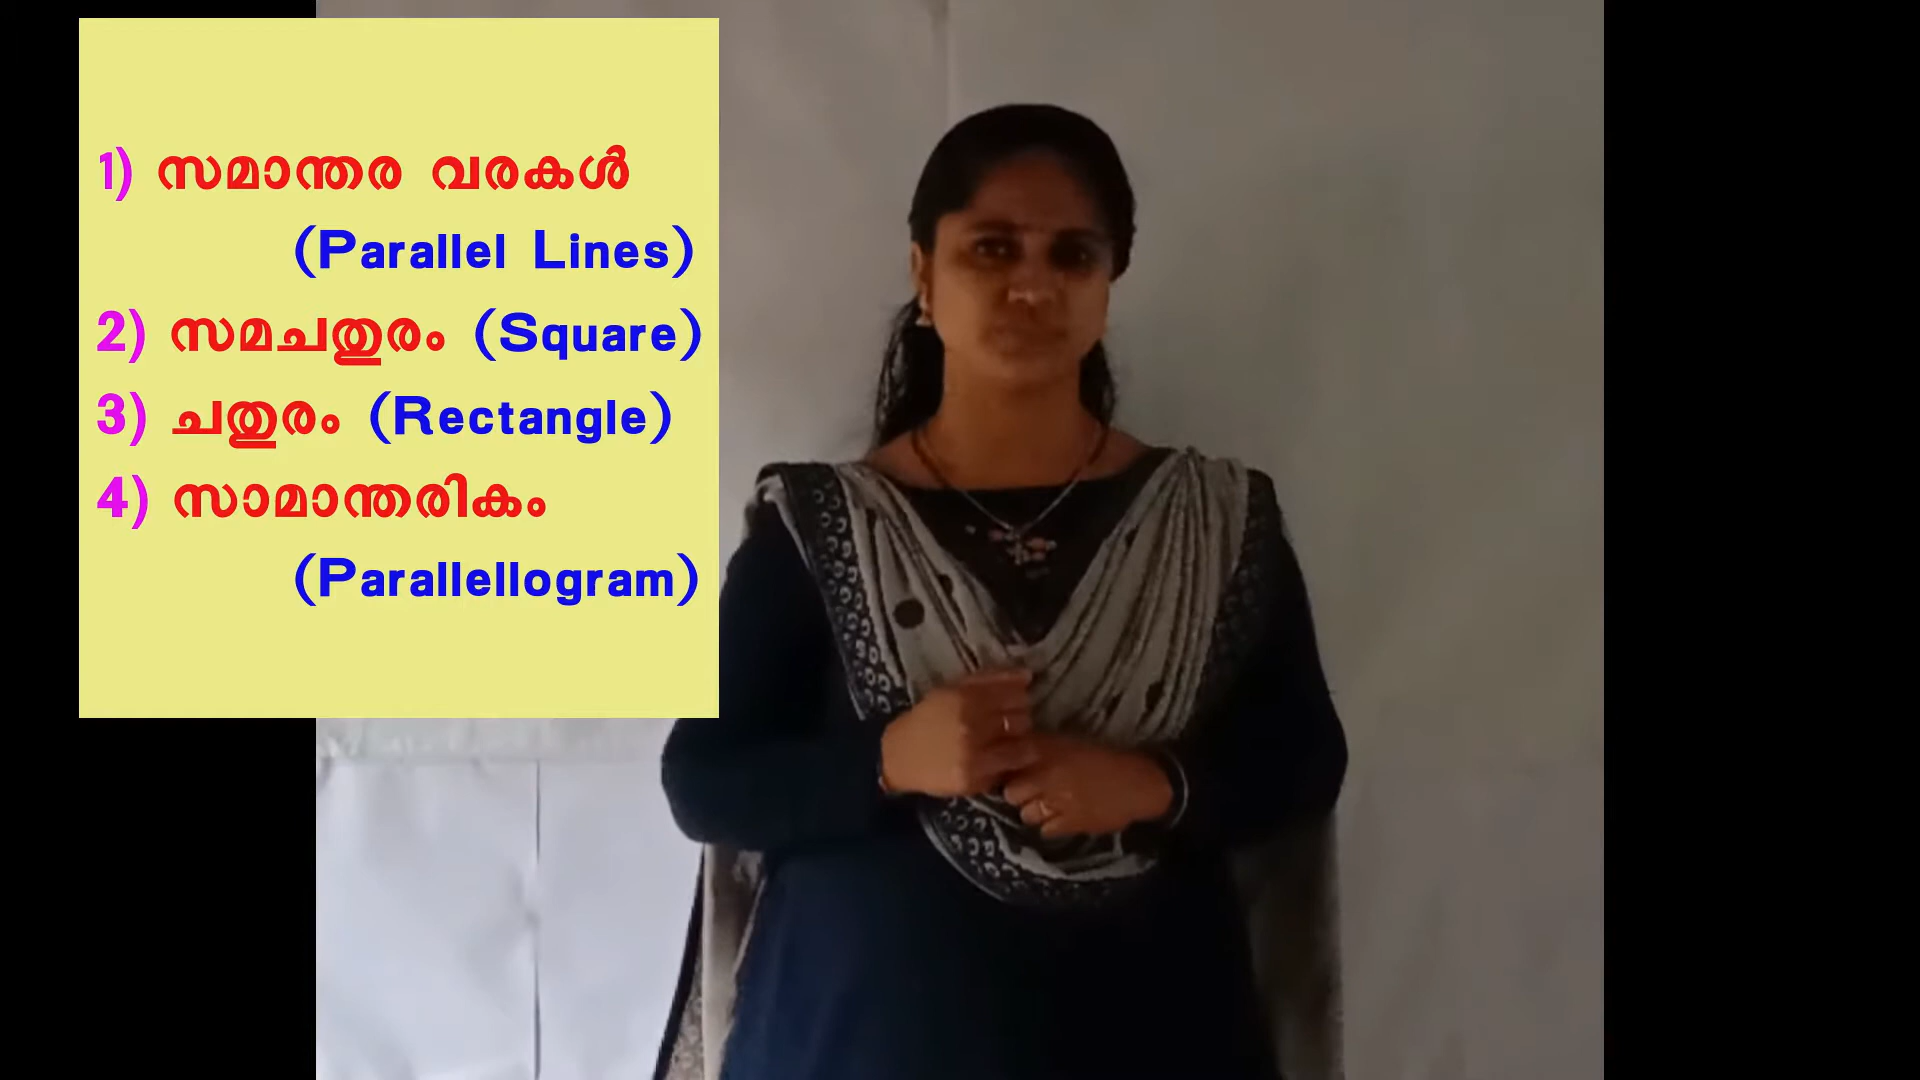 1) സമാന്തര വരകൾ
(Parallel Lines)
2) സമചതുരം (Square)
3) ചതുരം (Rectangle)
4) സാമാന്തരികം
(Parallellogram)